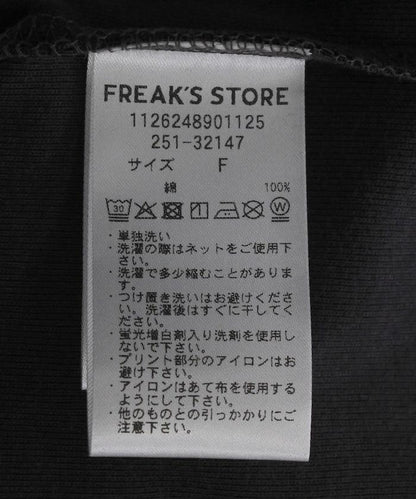 FREAK'S STORE
1126248901125
251-32147
サイズ F
綿 100%
30
・単独洗い
・洗濯の際はネットをご使用下
さい。
・洗濯で多少縮むことがありま
す。
・つけ置き洗いはお避けくださ
い。洗濯後はすぐに干してく
ださい。
・蛍光増白剤入り洗剤を使用し
ないで下さい。
・プリント部分のアイロンはお
避け下さい。
・アイロンはあて布を使用する
ようにして下さい。
・他のものとの引っかかりにご
注意下さい。